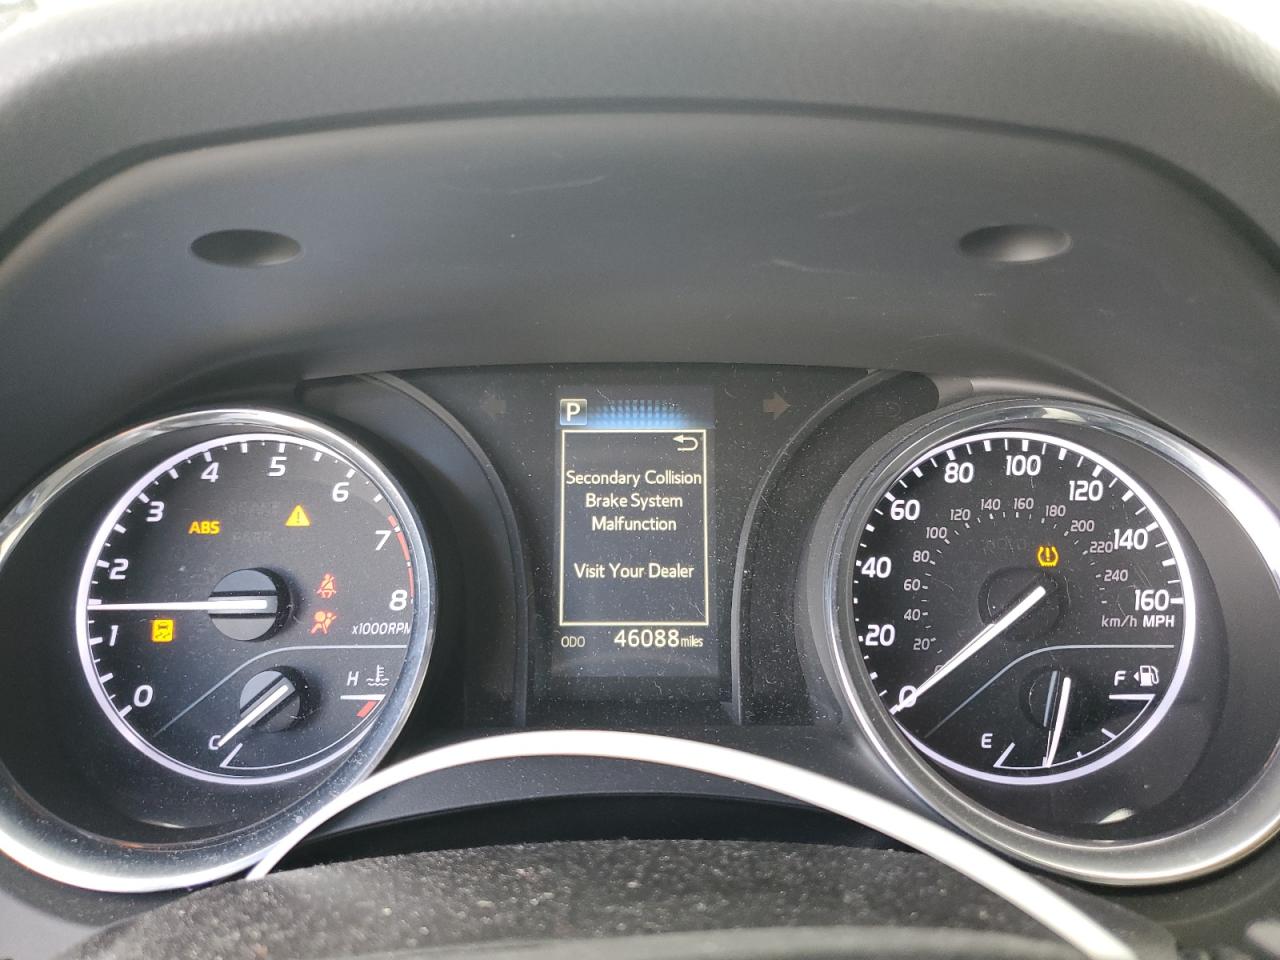 0
1
2
3
4
5
6
7
8
x1000RPM
ABS
H
C
P
Secondary Collision
Brake System
Malfunction
Visit Your Dealer
ODO 46088 miles
0
20
40
60
80
100
120
140
160
km/h MPH
20
40
60
80
100
120
140
160
180
200
220
240
E
F